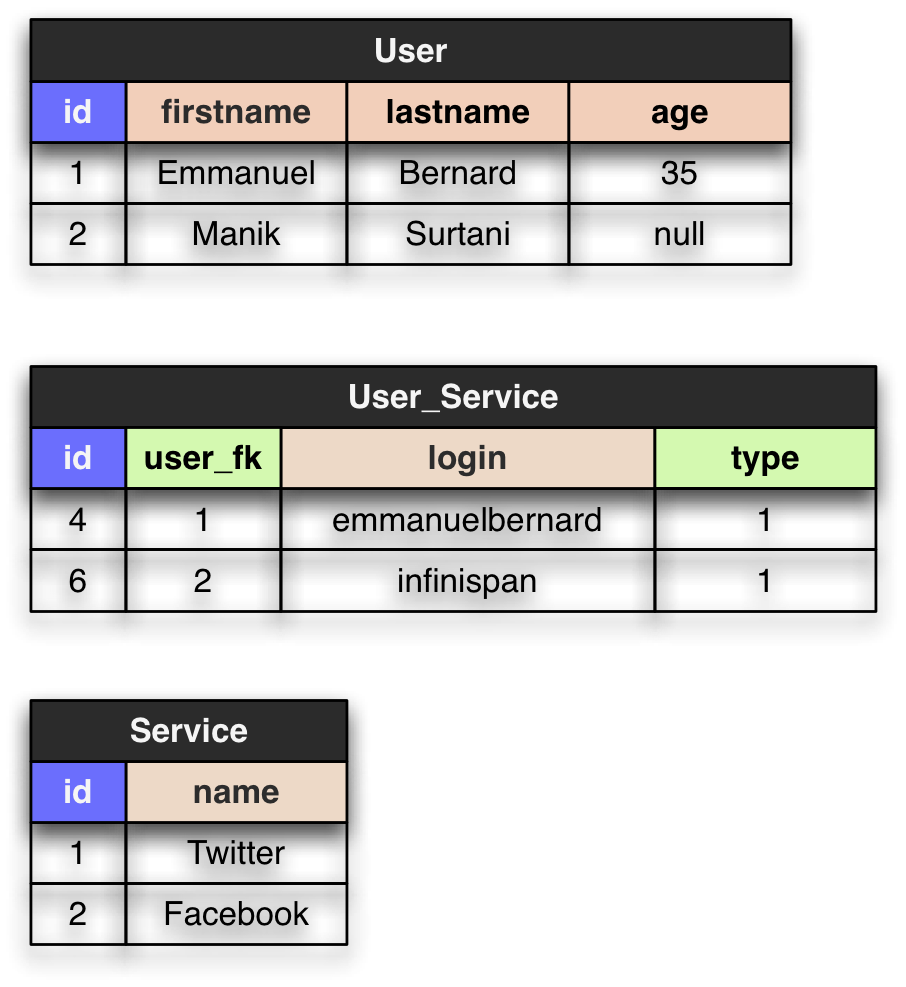 User
id firstname lastname age
1 Emmanuel Bernard 35
2 Manik Surtani null
User_Service
id user_fk login type
4 1 emmanuelbernard 1
6 2 infinispan 1
Service
id name
1 Twitter
2 Facebook